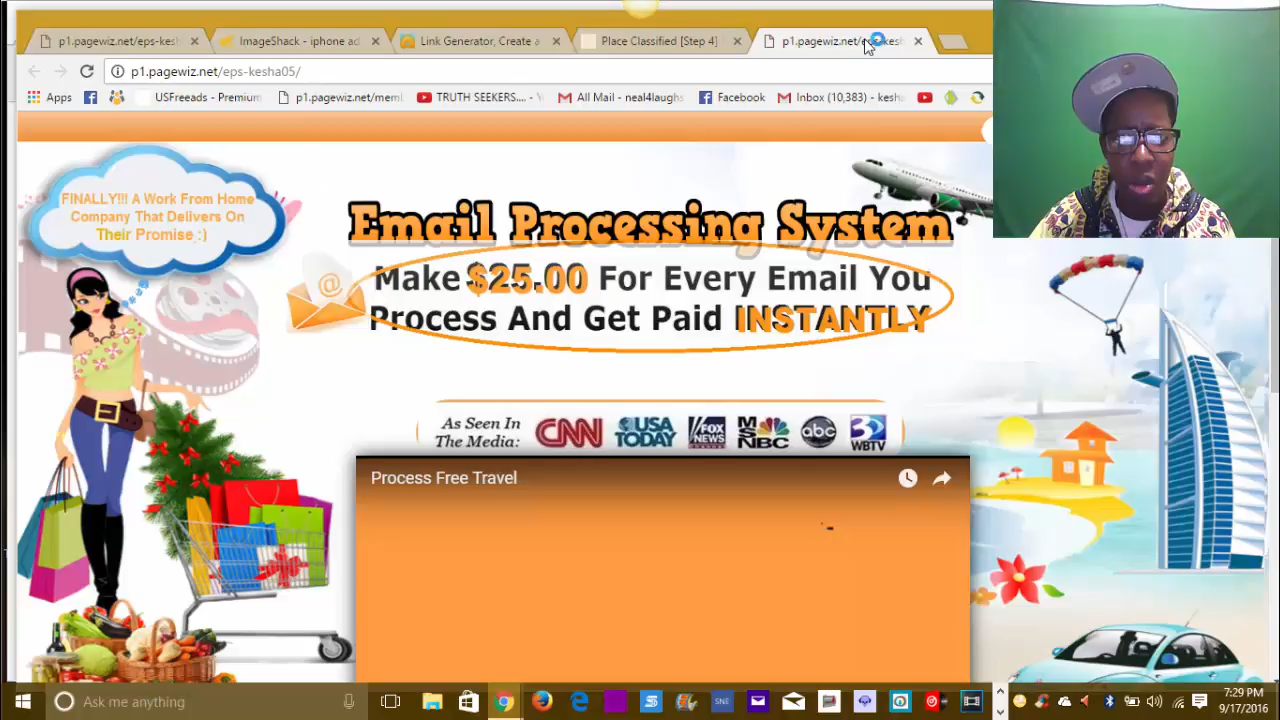 p1.pagewiz.net/eps-kesh
ImageShack - iphone ad
Link Generator, Create a
Place Classified [Step 4]
p1.pagewiz.net/eps-kesh
p1.pagewiz.net/eps-kesha05/
Apps
USFreeads - Premium
p1.pagewiz.net/meml
TRUTH SEEKERS.... - Y
All Mail - neal4laughs
Facebook
Inbox (10,383) - kesha
FINALLY!!! A Work From Home
Company That Delivers On
Their Promise :)
Email Processing System
Make $25.00 For Every Email You
Process And Get Paid INSTANTLY
As Seen In
The Media:
CNN
USA
TODAY
FOX
NEWS
MSNBC
abc
3
WBTV
Process Free Travel
Ask me anything
SNE
7:29 PM
9/17/2016